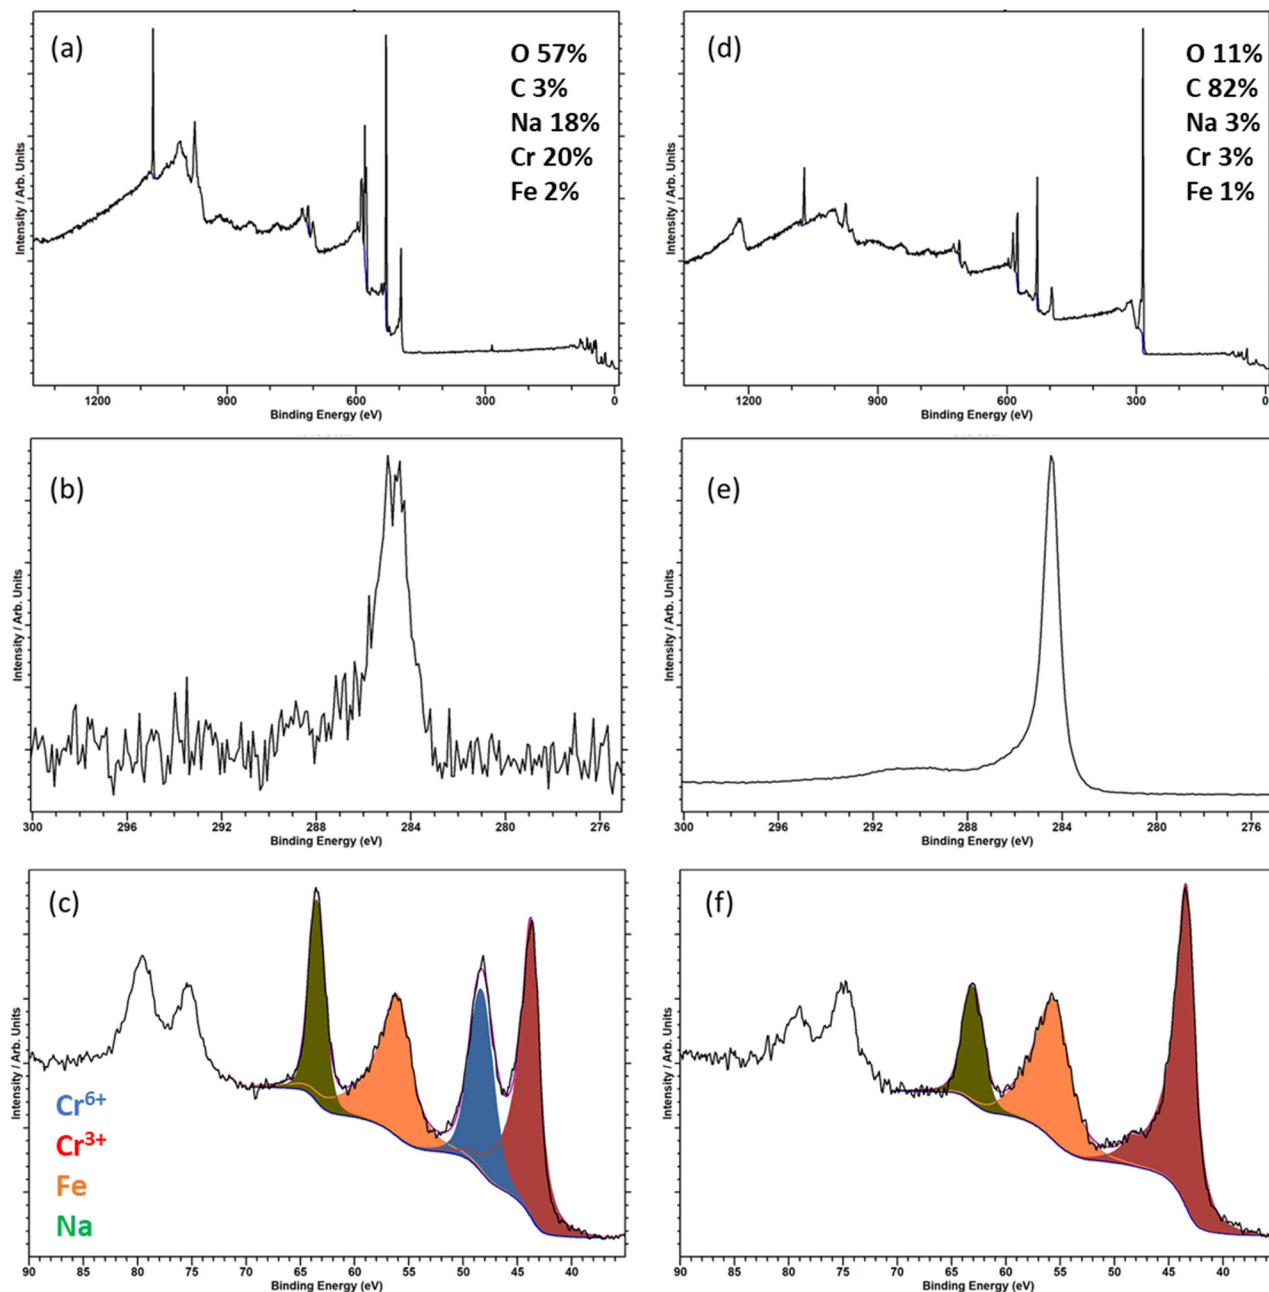 (a)
O 57%
C 3%
Na 18%
Cr 20%
Fe 2%
Intensity / Arb. Units
1200 900 600 300 0
Binding Energy (eV)
(d)
O 11%
C 82%
Na 3%
Cr 3%
Fe 1%
Intensity / Arb. Units
1200 900 600 300 0
Binding Energy (eV)
(b)
Intensity / Arb. Units
300 296 292 288 284 280 276
Binding Energy (eV)
(e)
Intensity / Arb. Units
300 296 292 288 284 280 276
Binding Energy (eV)
(c)
Cr6+
Cr3+
Fe
Na
Intensity / Arb. Units
90 85 80 75 70 65 60 55 50 45 40
Binding Energy (eV)
(f)
Intensity / Arb. Units
90 85 80 75 70 65 60 55 50 45 40
Binding Energy (eV)